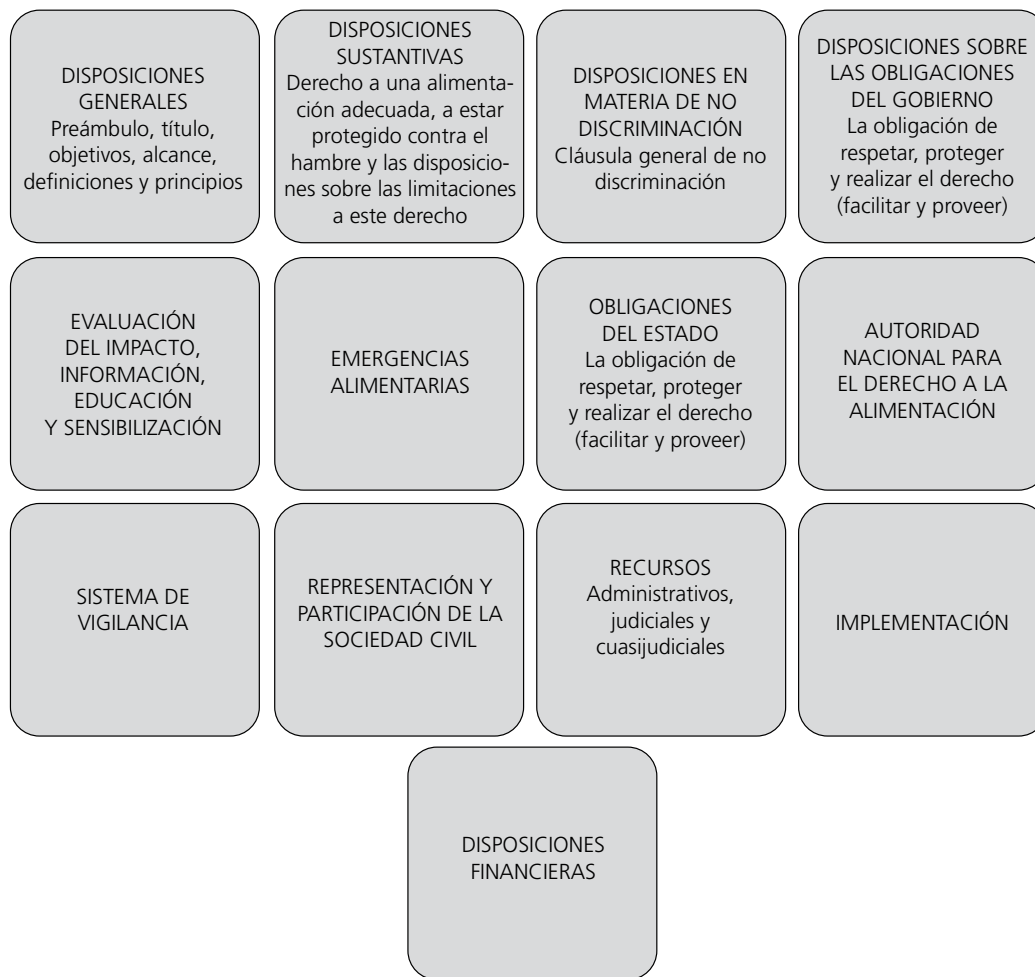 DISPOSICIONES
GENERALES
Preámbulo, título,
objetivos, alcance,
definiciones y principios
DISPOSICIONES
SUSTANTIVAS
Derecho a una alimenta-
ción adecuada, a estar
protegido contra el
hambre y las disposicio-
nes sobre las limitaciones
a este derecho
DISPOSICIONES EN
MATERIA DE NO
DISCRIMINACIÓN
Cláusula general de no
discriminación
DISPOSICIONES SOBRE
LAS OBLIGACIONES
DEL GOBIERNO
La obligación de
respetar, proteger
y realizar el derecho
(facilitar y proveer)
EVALUACIÓN
DEL IMPACTO,
INFORMACIÓN,
EDUCACIÓN
Y SENSIBILIZACIÓN
EMERGENCIAS
ALIMENTARIAS
OBLIGACIONES
DEL ESTADO
La obligación de
respetar, proteger
y realizar el derecho
(facilitar y proveer)
AUTORIDAD
NACIONAL PARA
EL DERECHO A LA
ALIMENTACIÓN
SISTEMA DE
VIGILANCIA
REPRESENTACIÓN Y
PARTICIPACIÓN DE LA
SOCIEDAD CIVIL
RECURSOS
Administrativos,
judiciales y
cuasijudiciales
IMPLEMENTACIÓN
DISPOSICIONES
FINANCIERAS